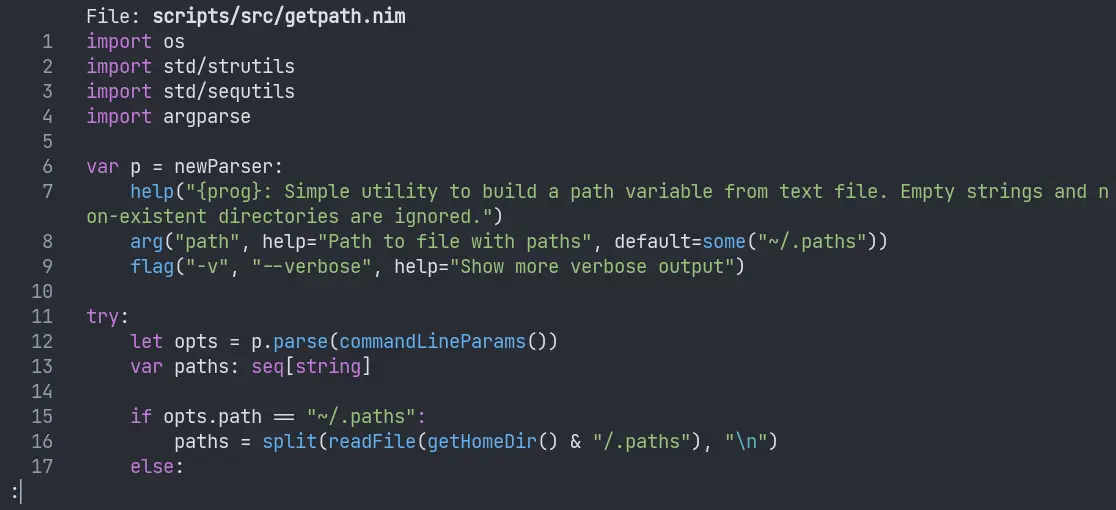 File: scripts/src/getpath.nim
1 import os
2 import std/strutils
3 import std/sequtils
4 import argparse
5
6 var p = newParser:
7     help("{prog}: Simple utility to build a path variable from text file. Empty strings and n
on-existent directories are ignored.")
8     arg("path", help="Path to file with paths", default=some("~/.paths"))
9     flag("-v", "--verbose", help="Show more verbose output")
10
11 try:
12     let opts = p.parse(commandLineParams())
13     var paths: seq[string]
14
15     if opts.path == "~/.paths":
16         paths = split(readFile(getHomeDir() & "/.paths"), "\n")
17     else:
: